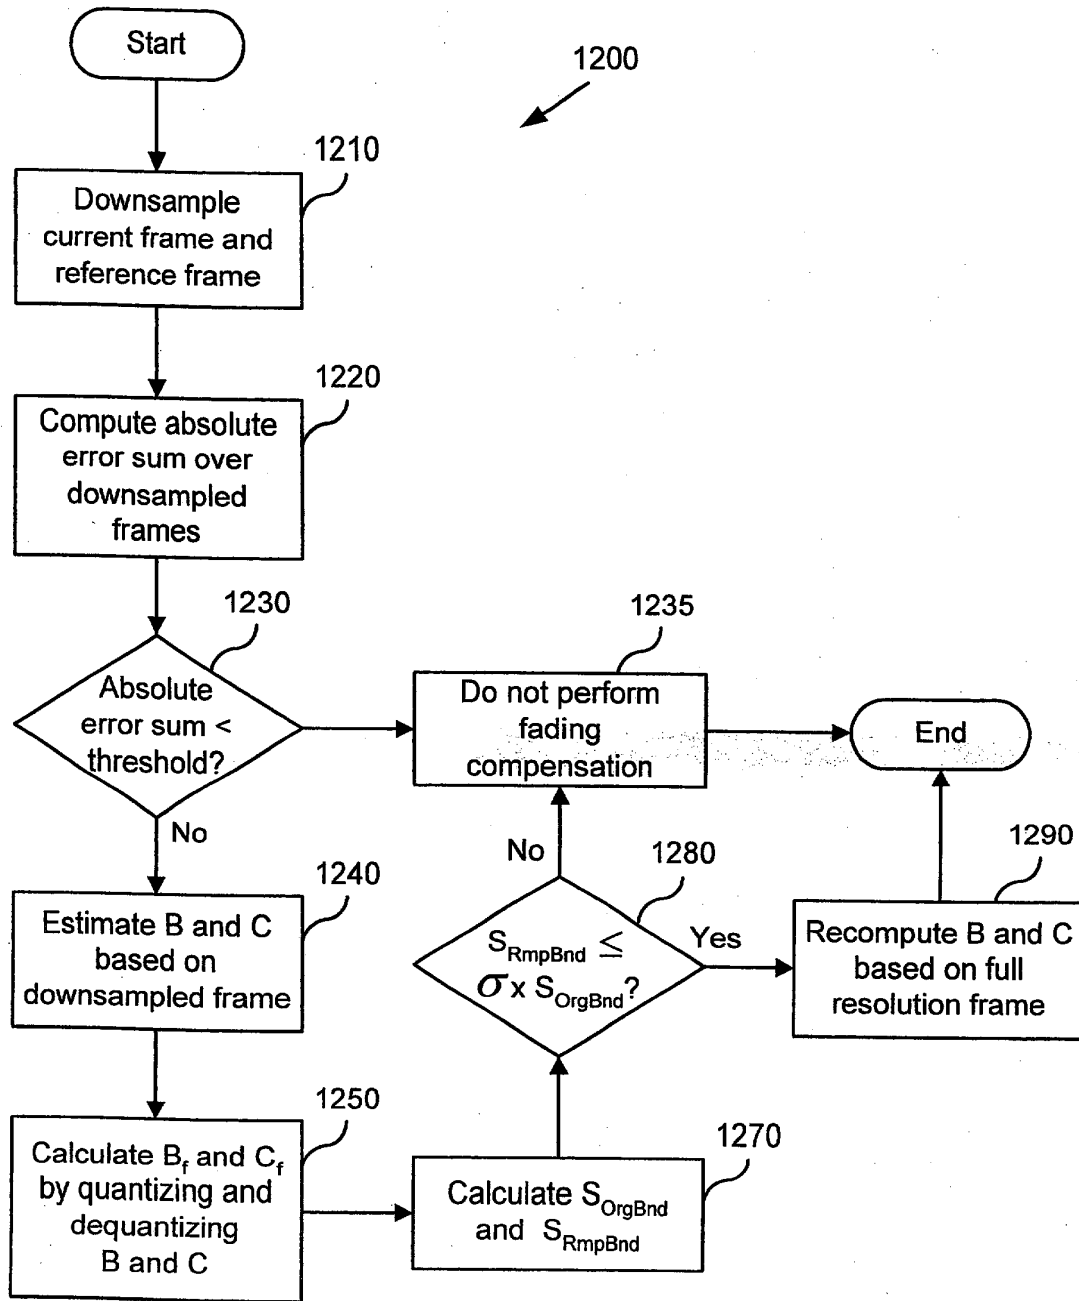 Start
1200
1210
Downsample
current frame and
reference frame
1220
Compute absolute
error sum over
downsampled
frames
1230
Absolute
error sum <
threshold?
1235
Do not perform
fading
compensation
End
No
1240
Estimate B and C
based on
downsampled frame
No
1280
S_RmpBnd ≤
σ x S_OrgBnd?
Yes
1290
Recompute B and C
based on full
resolution frame
1250
Calculate B_f and C_f
by quantizing and
dequantizing
B and C
1270
Calculate S_OrgBnd
and S_RmpBnd